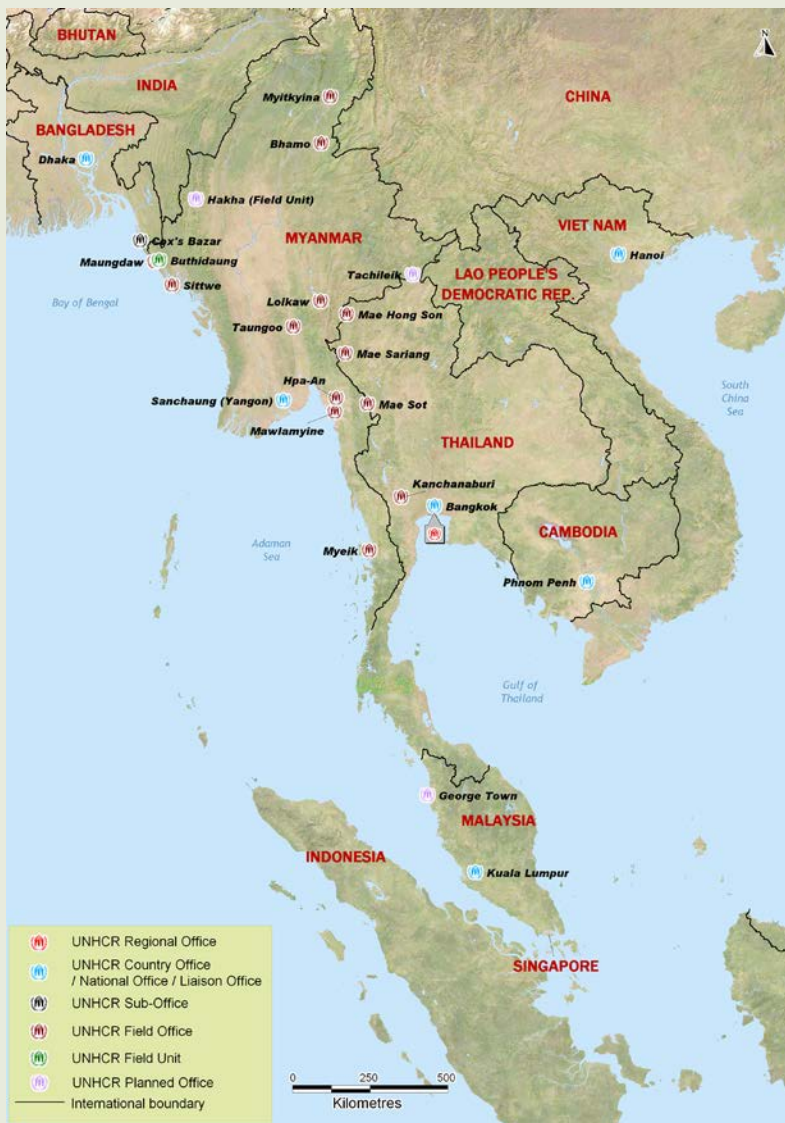 BHUTAN
INDIA
CHINA
Myitkyina
BANGLADESH
Bhamo
Dhaka
Hakha (Field Unit)
VIET NAM
MYANMAR
Cox's Bazar
Hanoi
Maungdaw
Buthidaung
Tachileik
LAO PEOPLE'S
DEMOCRATIC REP.
Sittwe
Bay of Bengal
Loikaw
Mae Hong Son
Taungoo
Mae Sariang
Hpa-An
South
China
Sea
Sanchaung (Yangon)
Mae Sot
Mawlamyine
THAILAND
Kanchanaburi
Bangkok
CAMBODIA
Adaman
Sea
Myeik
Phnom Penh
Gulf of
Thailand
George Town
MALAYSIA
INDONESIA
Kuala Lumpur
SINGAPORE
UNHCR Regional Office
UNHCR Country Office
/ National Office / Liaison Office
UNHCR Sub-Office
UNHCR Field Office
UNHCR Field Unit
UNHCR Planned Office
International boundary
0 250 500
Kilometres